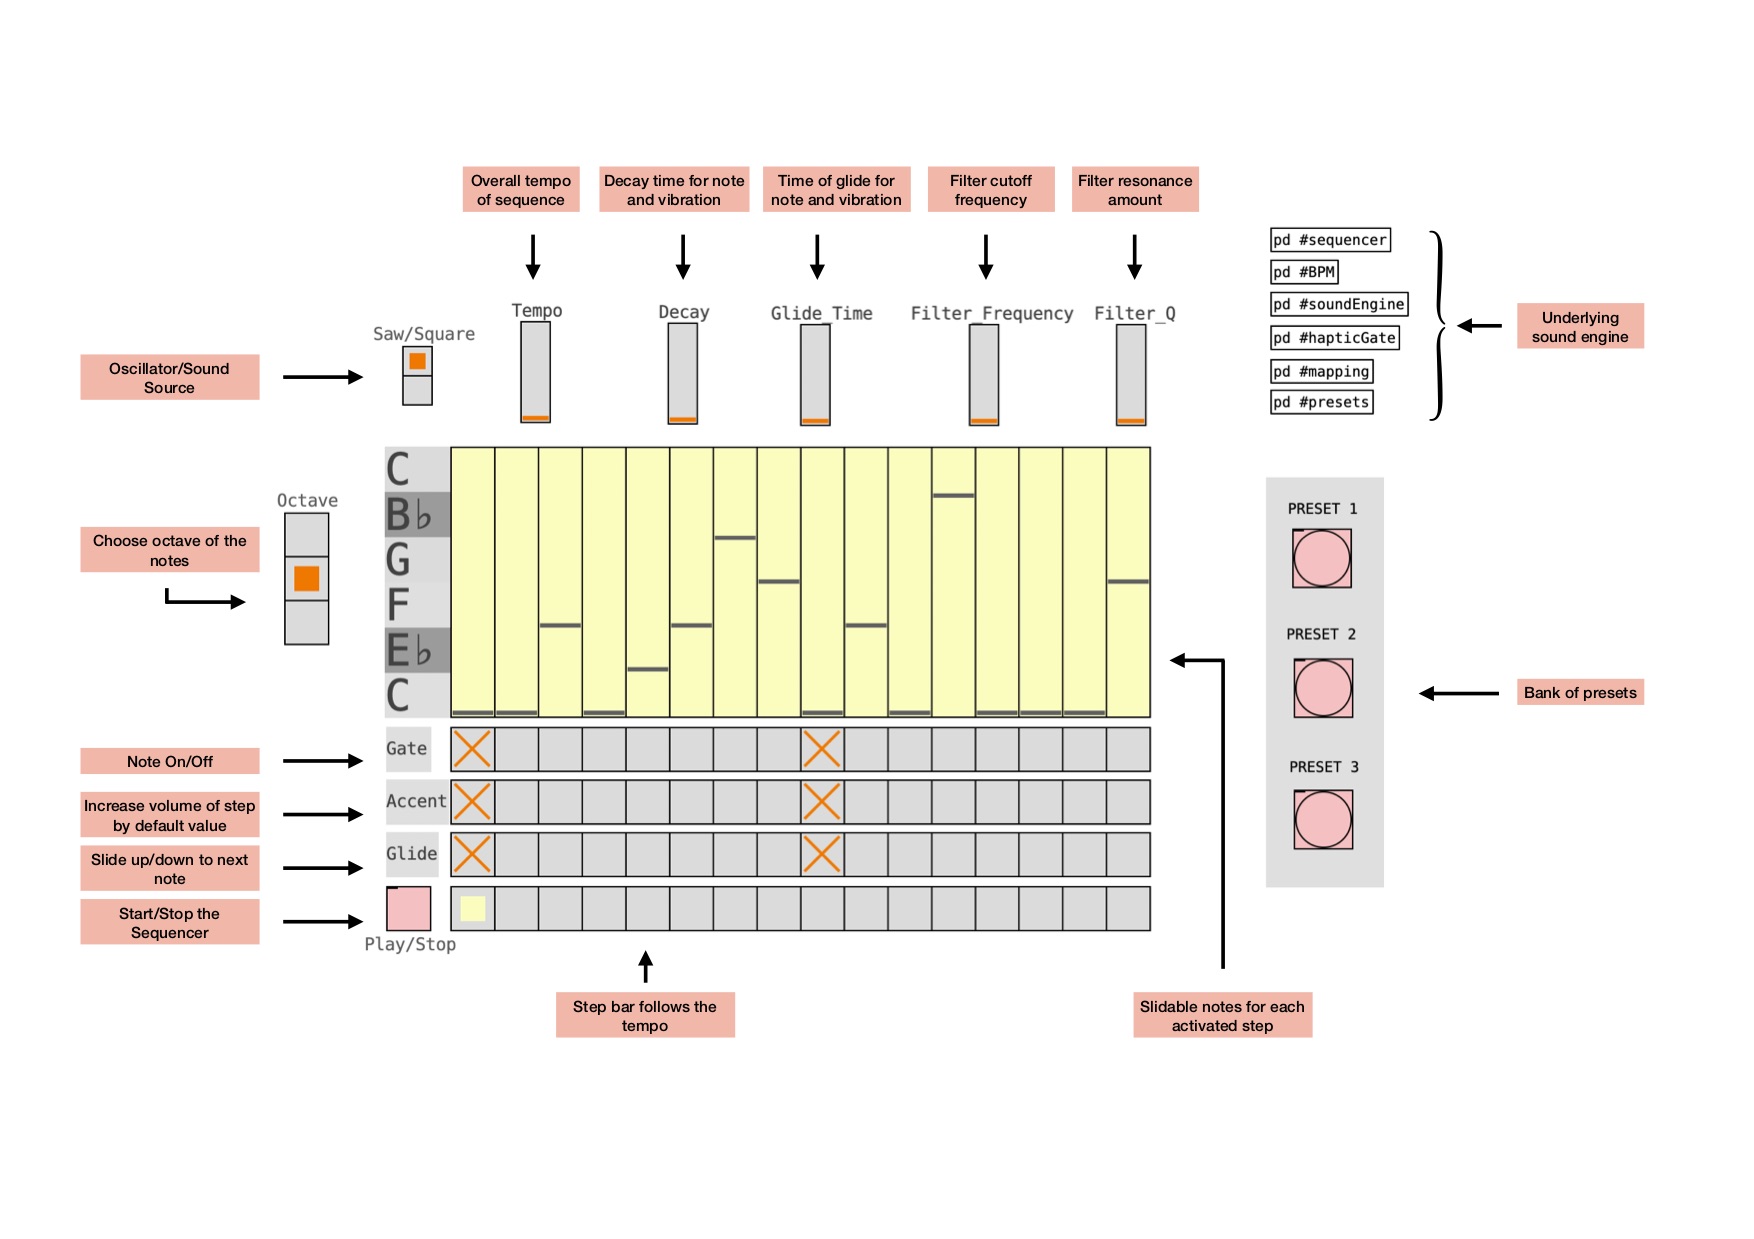 Overall tempo
of sequence
Decay time for note
and vibration
Time of glide for
note and vibration
Filter cutoff
frequency
Filter resonance
amount
Tempo
Decay
Glide_Time
Filter_Frequency
Filter_Q
Saw/Square
Oscillator/Sound
Source
pd #sequencer
pd #BPM
pd #soundEngine
pd #hapticGate
pd #mapping
pd #presets
Underlying
sound engine
Octave
Choose octave of the
notes
C
B♭
G
F
E♭
C
PRESET 1
PRESET 2
PRESET 3
Bank of presets
Note On/Off
Gate
Increase volume of step
by default value
Accent
Slide up/down to next
note
Glide
Start/Stop the
Sequencer
Play/Stop
Step bar follows the
tempo
Slidable notes for each
activated step